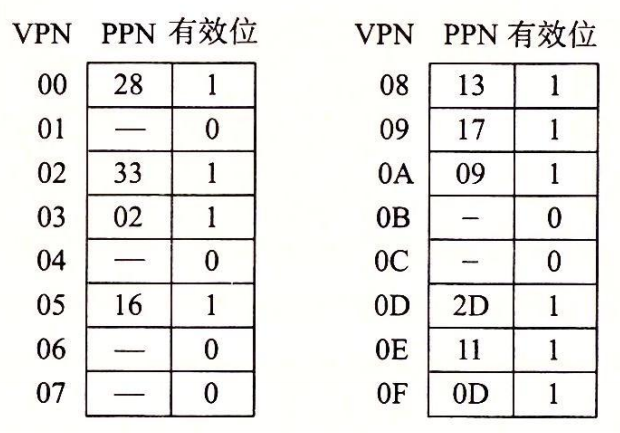 VPN PPN 有效位 VPN PPN 有效位
00 28 1 08 13 1
01 — 0 09 17 1
02 33 1 0A 09 1
03 02 1 0B – 0
04 — 0 0C – 0
05 16 1 0D 2D 1
06 — 0 0E 11 1
07 — 0 0F 0D 1